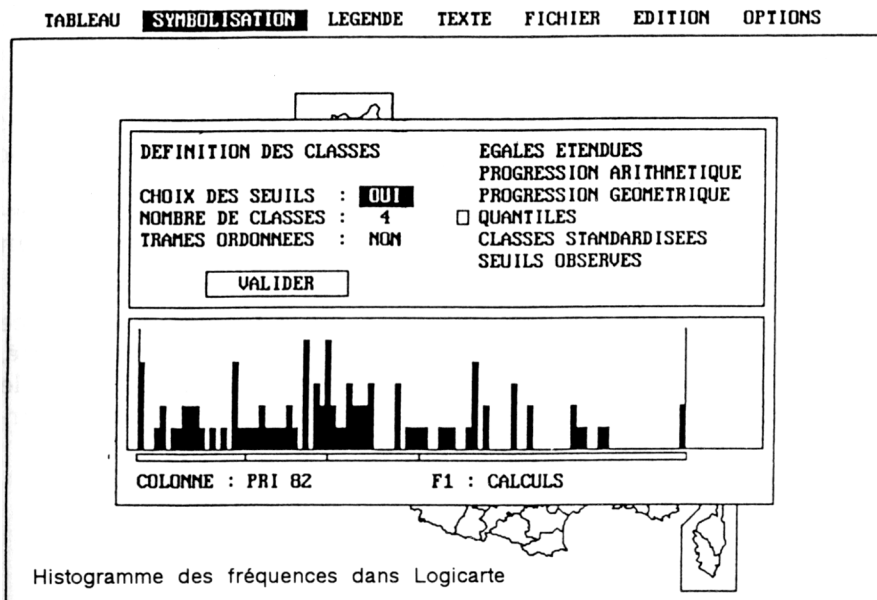 TABLEAU SYMBOLISATION LEGENDE TEXTE FICHIER EDITION OPTIONS
DEFINITION DES CLASSES
CHOIX DES SEUILS : OUI
NOMBRE DE CLASSES : 4
TRAMES ORDONNEES : NON
VALIDER
EGALES ETENDUES
PROGRESSION ARITHMETIQUE
PROGRESSION GEOMETRIQUE
QUANTILES
CLASSES STANDARDISEES
SEUILS OBSERVES
COLONNE : PRI 82 F1 : CALCULS
Histogramme des fréquences dans Logicarte